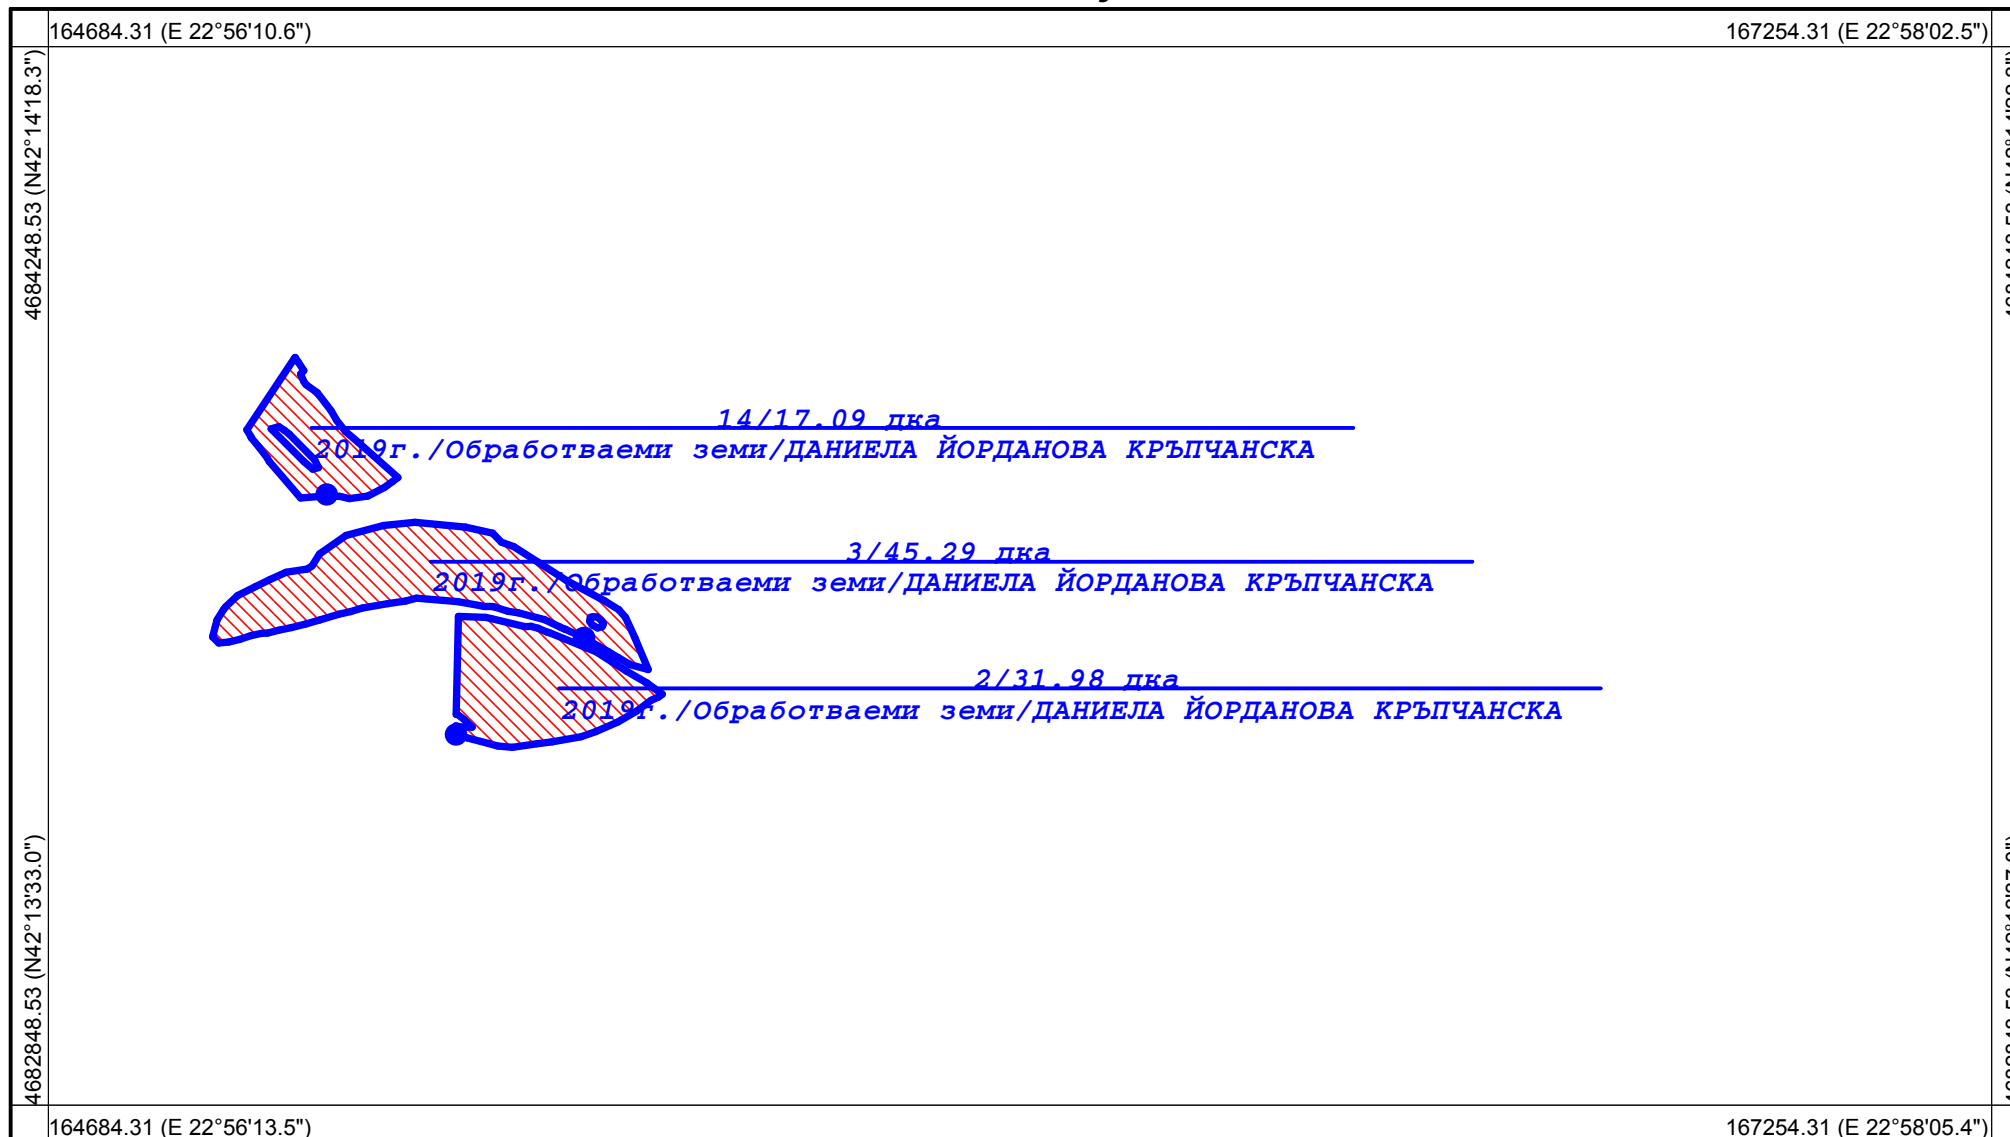 164684.31 (E 22°56'10.6")
167254.31 (E 22°58'02.5")
4684248.53 (N42°14'18.3")
14/17.09 дка
2019г./Обработваеми земи/ДАНИЕЛА ЙОРДАНОВА КРЪПЧАНСКА
3/45.29 дка
2019г./Обработваеми земи/ДАНИЕЛА ЙОРДАНОВА КРЪПЧАНСКА
2/31.98 дка
2019г./Обработваеми земи/ДАНИЕЛА ЙОРДАНОВА КРЪПЧАНСКА
4682848.53 (N42°13'33.0")
164684.31 (E 22°56'13.5")
167254.31 (E 22°58'05.4")